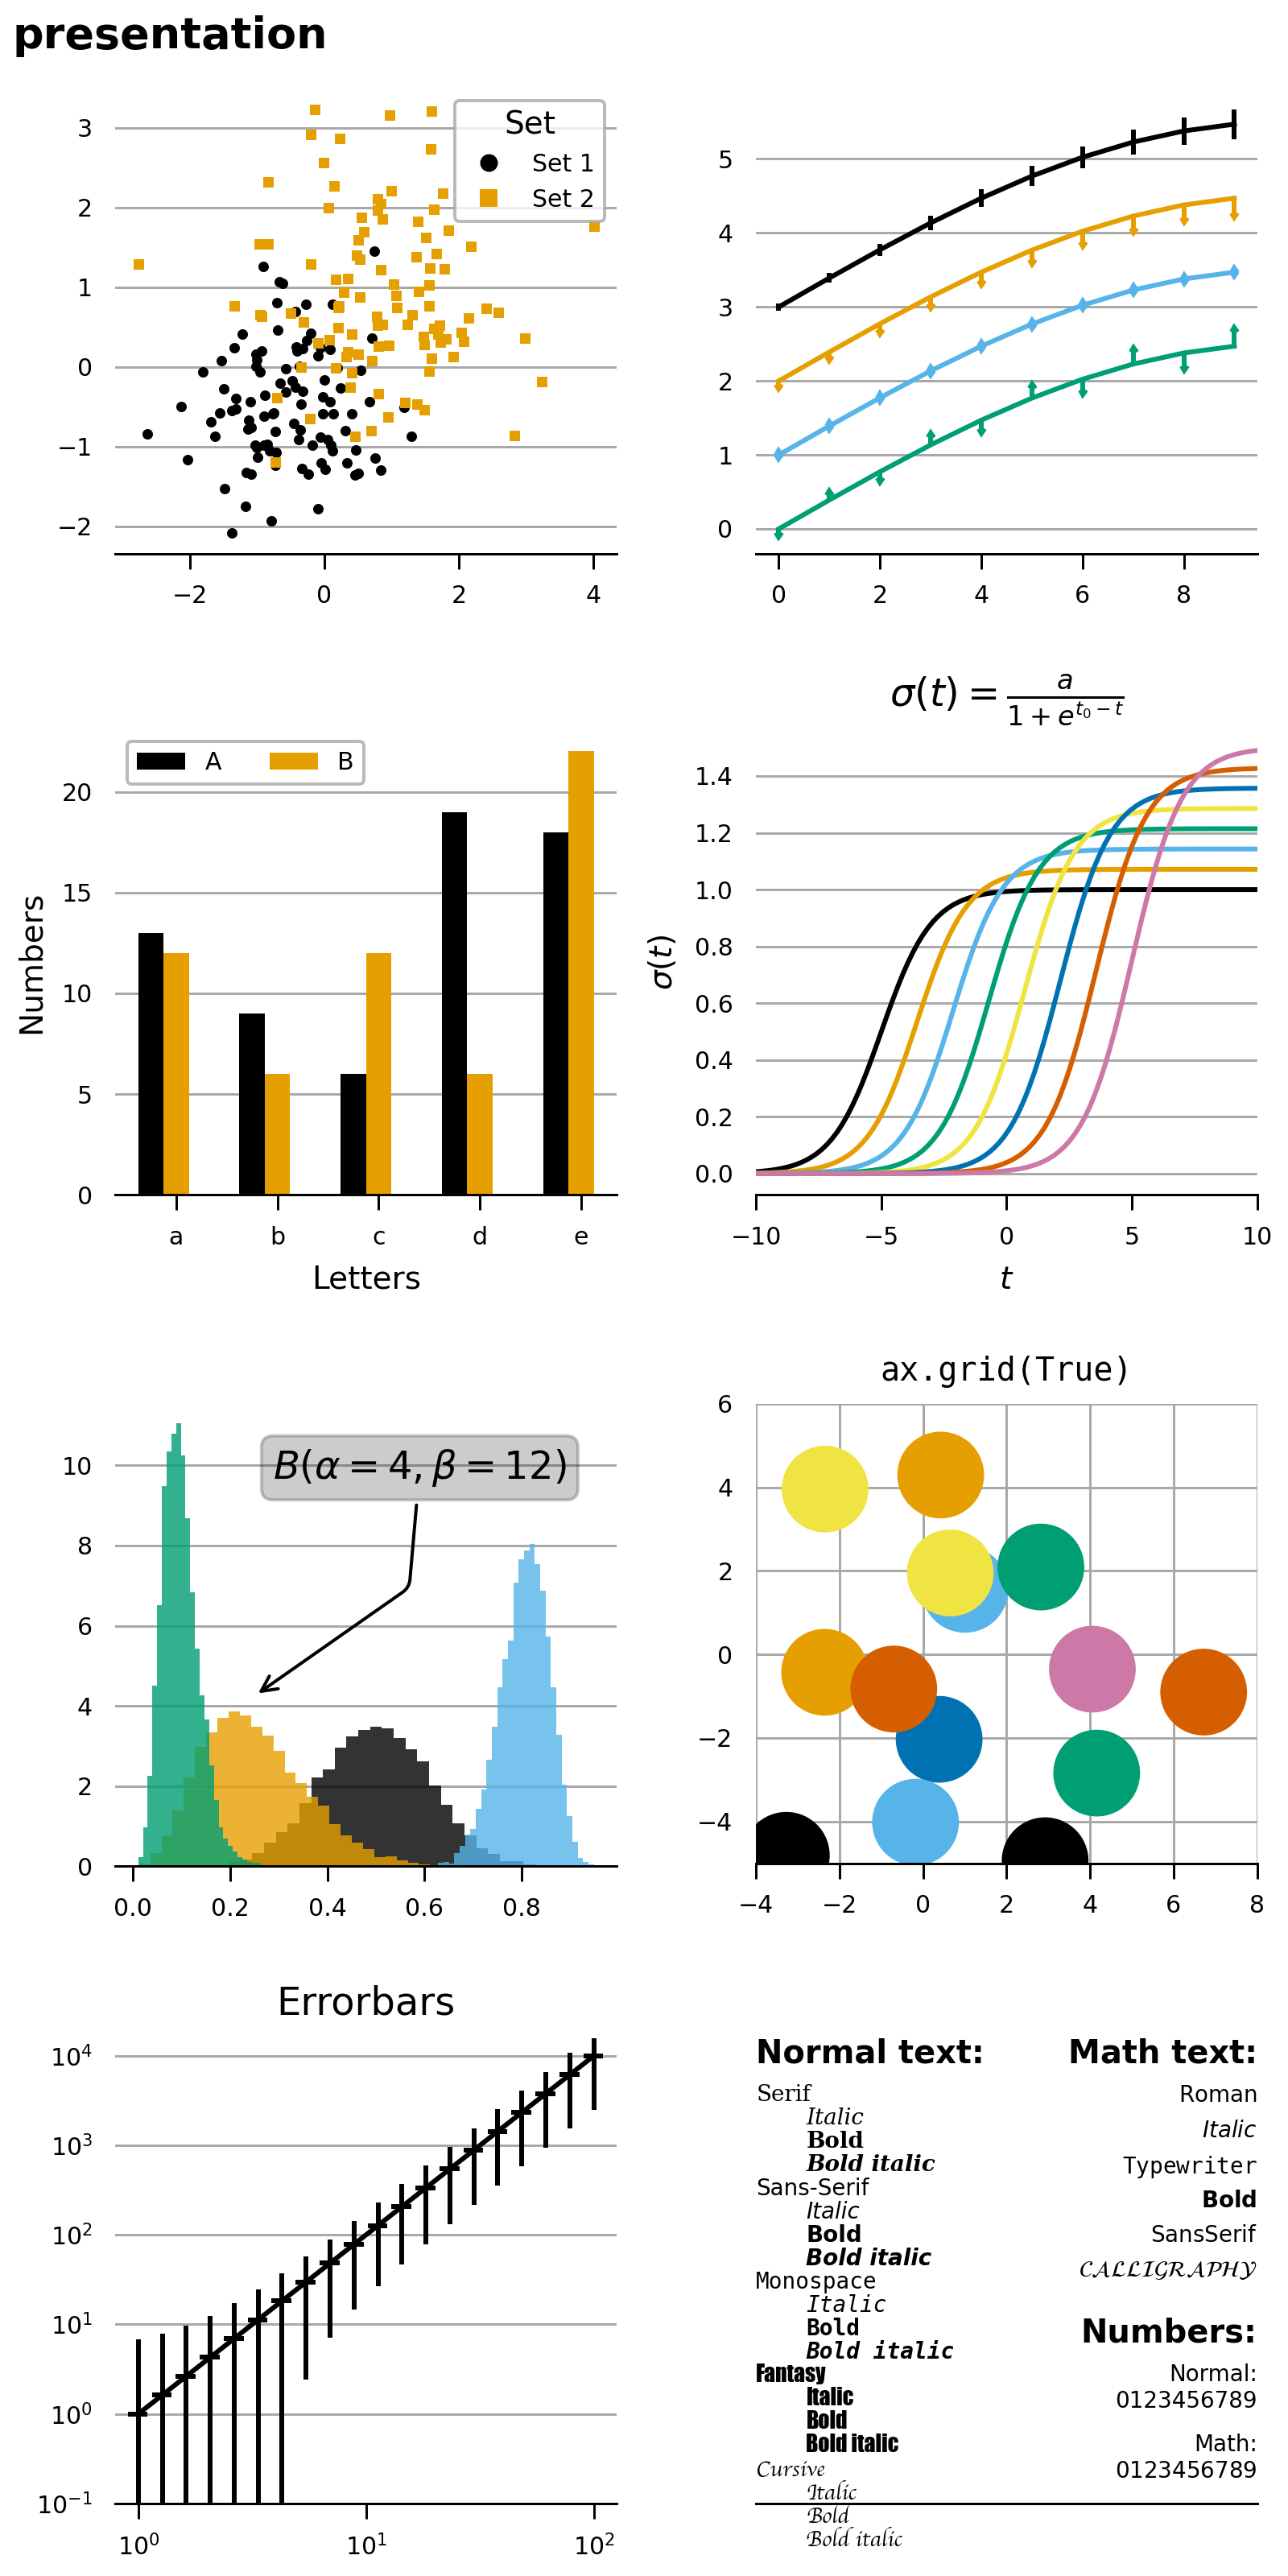 presentation
Set
Set 1
Set 2
3
2
1
0
−1
−2
−2 0 2 4
5
4
3
2
1
0
0 2 4 6 8
A B
20
15
10
5
0
Numbers
a b c d e
Letters
σ(t) = a / (1 + e^{t₀ − t})
1.4
1.2
1.0
0.8
0.6
0.4
0.2
0.0
σ(t)
−10 −5 0 5 10
t
B(α = 4, β = 12)
10
8
6
4
2
0
0.0 0.2 0.4 0.6 0.8
ax.grid(True)
6
4
2
0
−2
−4
−4 −2 0 2 4 6 8
Errorbars
10⁴
10³
10²
10¹
10⁰
10⁻¹
10⁰ 10¹ 10²
Normal text:
Serif
Italic
Bold
Bold italic
Sans-Serif
Italic
Bold
Bold italic
Monospace
Italic
Bold
Bold italic
Fantasy
Italic
Bold
Bold italic
Cursive
Italic
Bold
Bold italic
Math text:
Roman
Italic
Typewriter
Bold
SansSerif
CALLIGRAPHY
Numbers:
Normal:
0123456789
Math:
0123456789